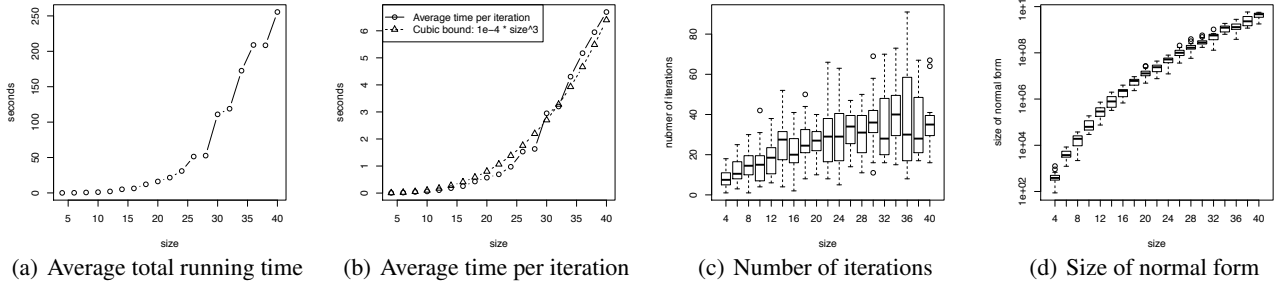 seconds
250
200
150
100
50
0
5 10 15 20 25 30 35 40
size
(a) Average total running time
Average time per iteration
Cubic bound: 1e−4 * size^3
seconds
6
5
4
3
2
1
0
5 10 15 20 25 30 35 40
size
(b) Average time per iteration
nubmer of iterations
80
60
40
20
0
4 8 12 16 20 24 28 32 36 40
size
(c) Number of iterations
size of normal form
1e+08
1e+06
1e+04
1e+02
4 8 12 16 20 24 28 32 36 40
size
(d) Size of normal form